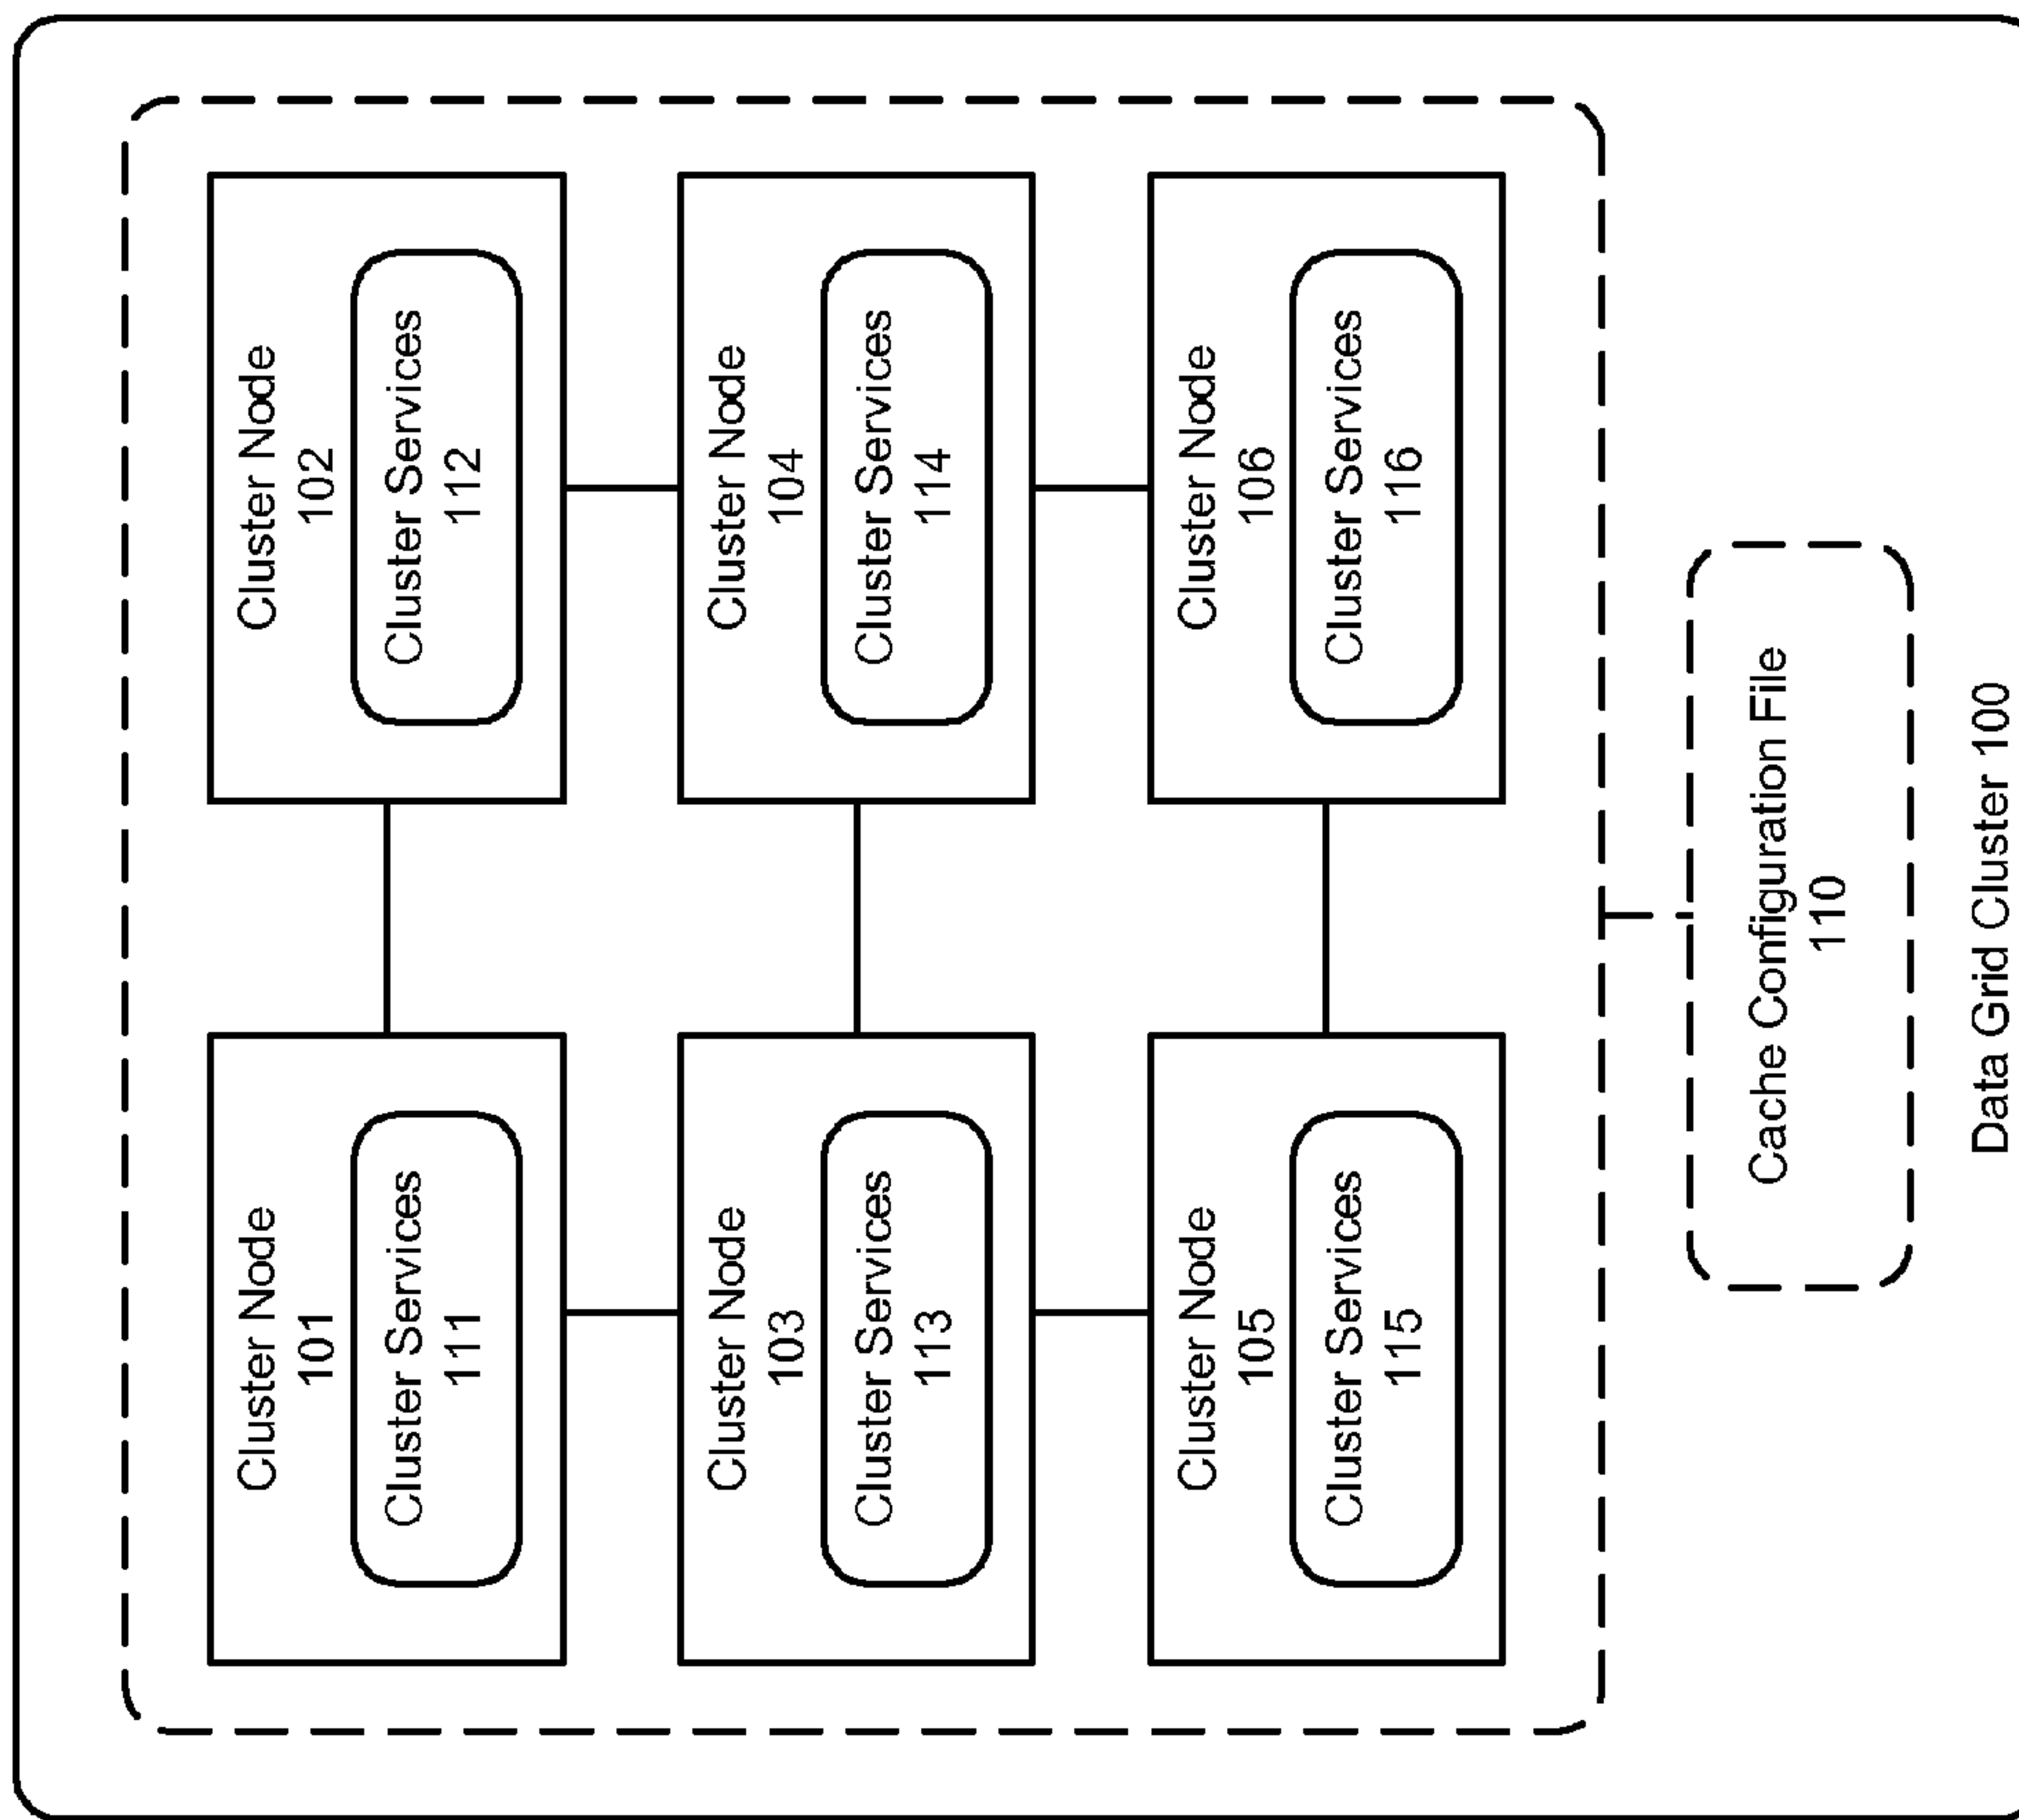 Cluster Node
101
Cluster Services
111
Cluster Node
102
Cluster Services
112
Cluster Node
103
Cluster Services
113
Cluster Node
104
Cluster Services
114
Cluster Node
105
Cluster Services
115
Cluster Node
106
Cluster Services
116
Cache Configuration File
110
Data Grid Cluster 100